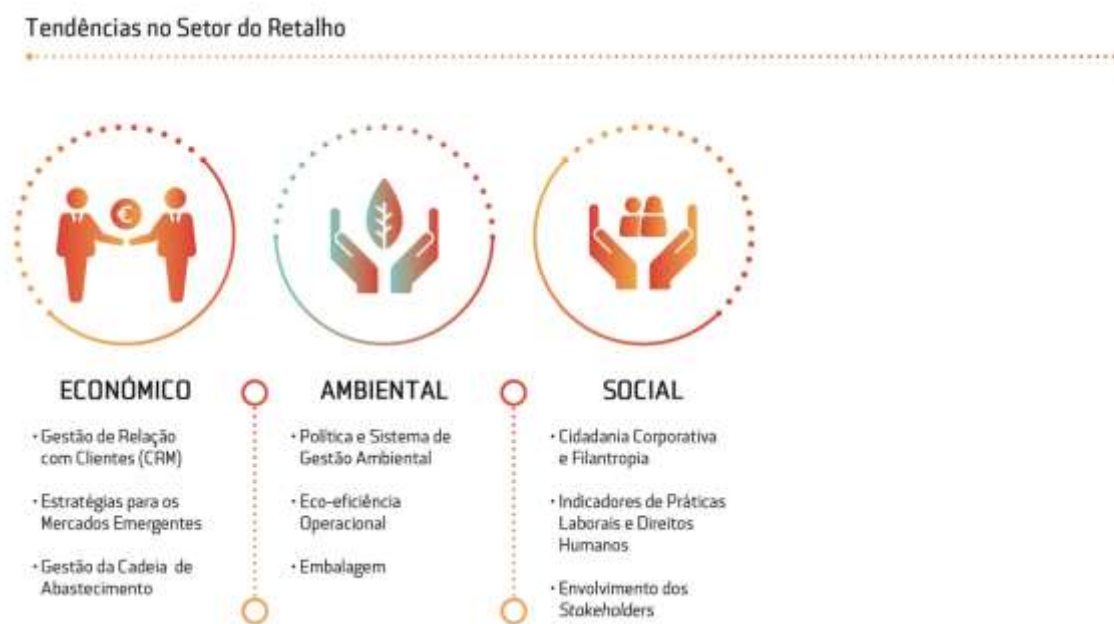 Tendências no Setor do Retalho
€
ECONÓMICO
• Gestão de Relação
com Clientes (CRM)
• Estratégias para os
Mercados Emergentes
• Gestão da Cadeia de
Abastecimento
AMBIENTAL
• Política e Sistema de
Gestão Ambiental
• Eco-eficiência
Operacional
• Embalagem
SOCIAL
• Cidadania Corporativa
e Filantropia
• Indicadores de Práticas
Laborais e Direitos
Humanos
• Envolvimento dos
Stakeholders